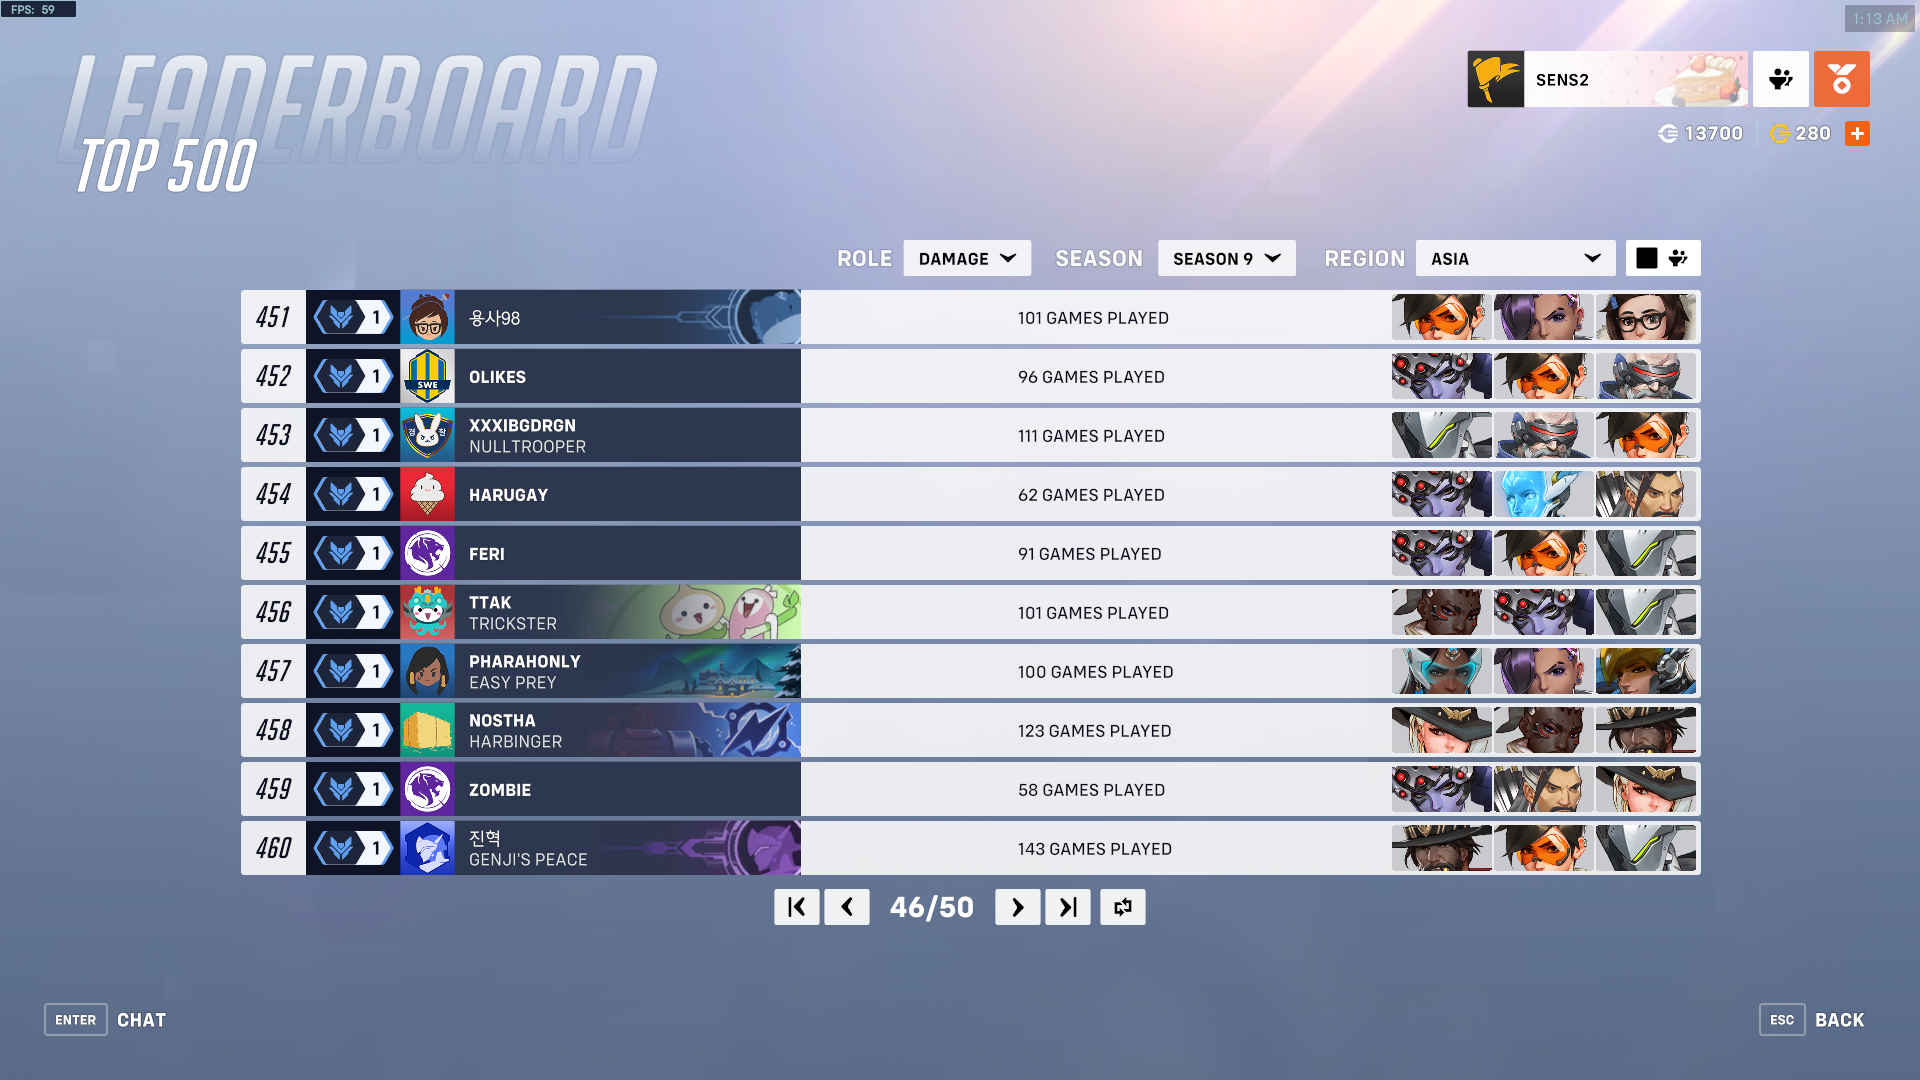 FPS: 59
1:13 AM
LEADERBOARD
TOP 500
SENS2
13700
280
ROLE DAMAGE SEASON SEASON 9 REGION ASIA
451 1 용사98 101 GAMES PLAYED
452 1 SWE OLIKES 96 GAMES PLAYED
453 1 경찰 XXXIBGDRGN 111 GAMES PLAYED
NULLTROOPER
454 1 HARUGAY 62 GAMES PLAYED
455 1 FERI 91 GAMES PLAYED
456 1 TTAK 101 GAMES PLAYED
TRICKSTER
457 1 PHARAHONLY 100 GAMES PLAYED
EASY PREY
458 1 NOSTHA 123 GAMES PLAYED
HARBINGER
459 1 ZOMBIE 58 GAMES PLAYED
460 1 진혁 143 GAMES PLAYED
GENJI'S PEACE
46/50
ENTER CHAT
ESC BACK